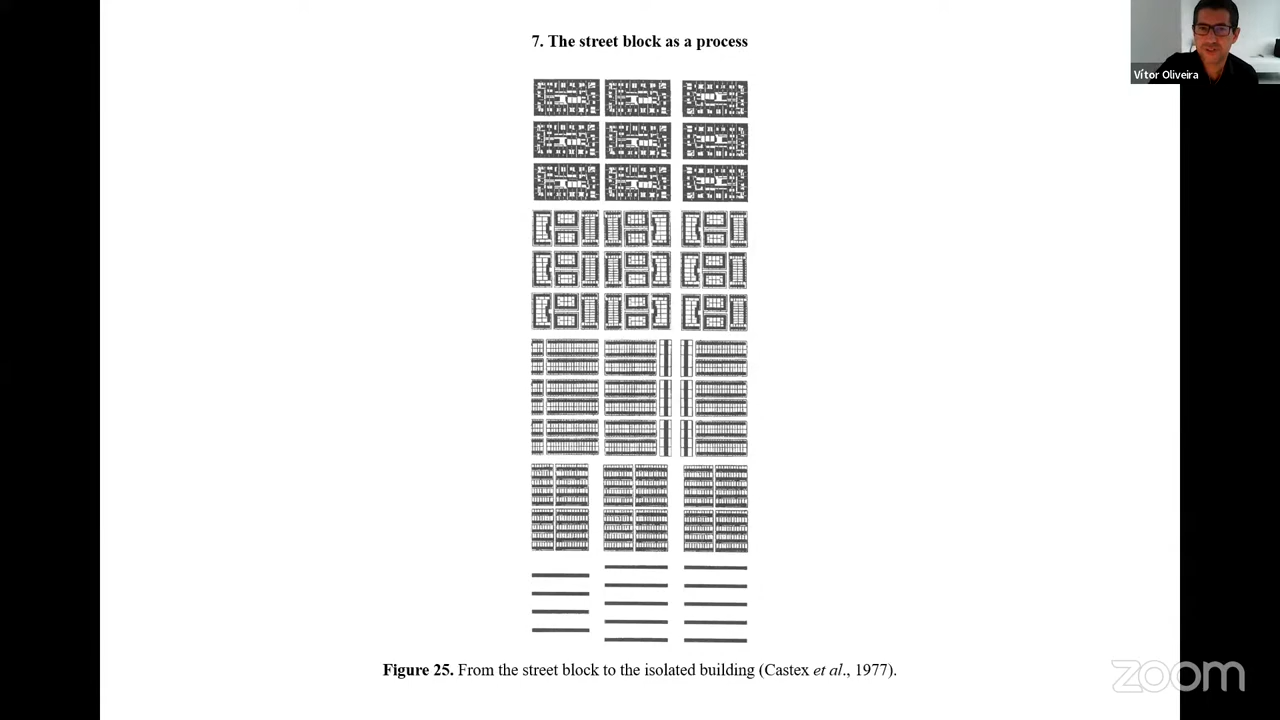 7. The street block as a process
Vítor Oliveira
Figure 25. From the street block to the isolated building (Castex et al., 1977).
zoom